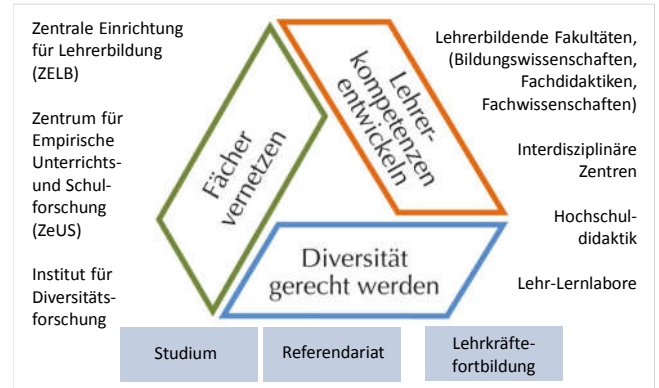 Zentrale Einrichtung
für Lehrerbildung
(ZELB)
Zentrum für
Empirische
Unterrichts-
und Schul-
forschung
(ZeUS)
Institut für
Diversitäts-
forschung
Fächer
vernetzen
Lehrer-
kompetenzen
entwickeln
Diversität
gerecht werden
Lehrerbildende Fakultäten,
(Bildungswissenschaften,
Fachdidaktiken,
Fachwissenschaften)
Interdisziplinäre
Zentren
Hochschul-
didaktik
Lehr-Lernlabore
Studium
Referendariat
Lehrkräfte-
fortbildung